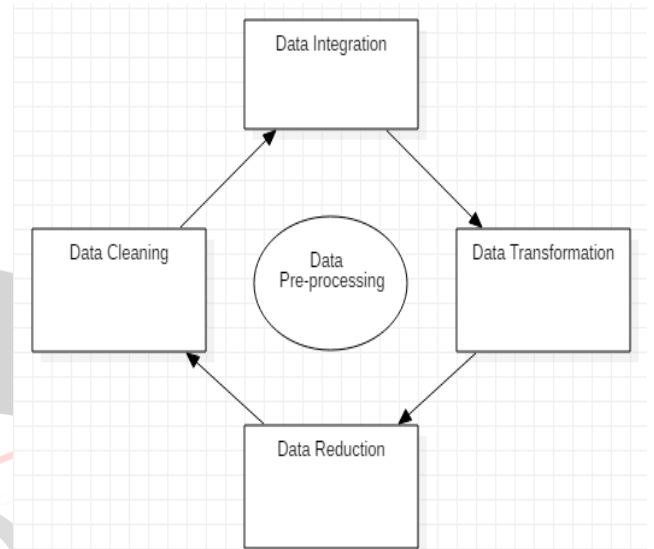 Data Integration
Data Cleaning
Data
Pre-processing
Data Transformation
Data Reduction